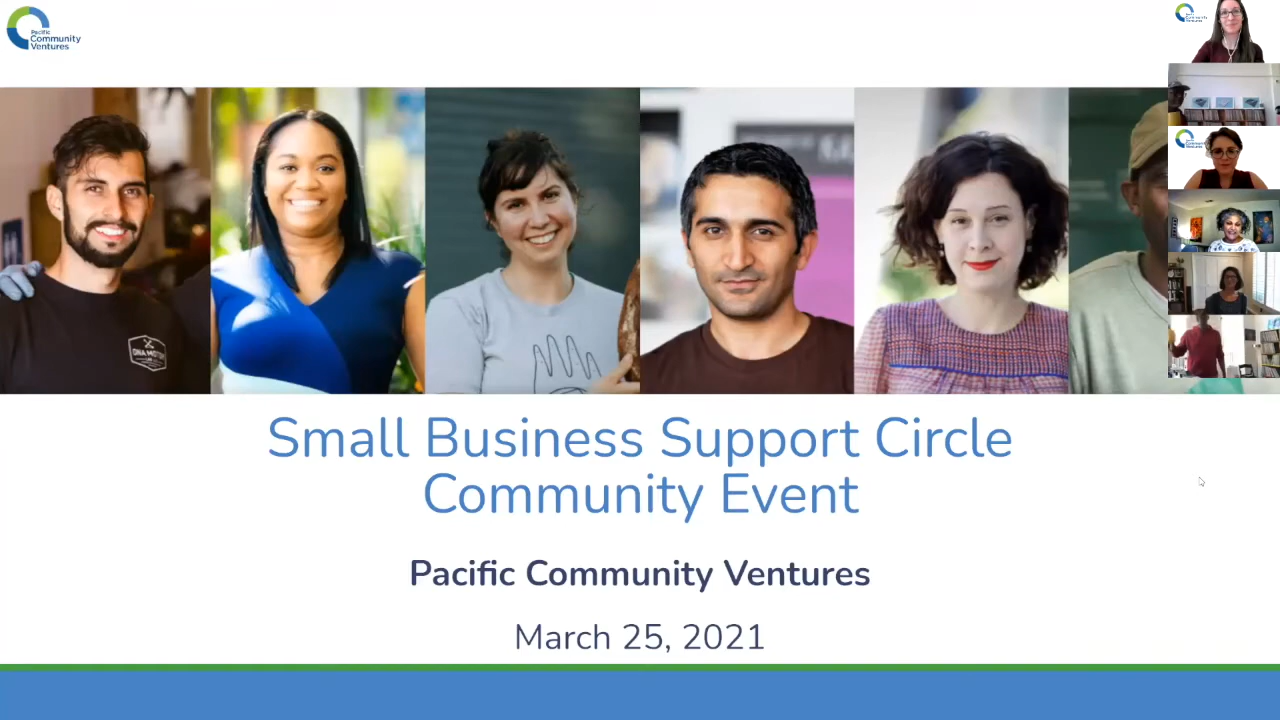 Pacific
Community
Ventures
Small Business Support Circle
Community Event
Pacific Community Ventures
March 25, 2021